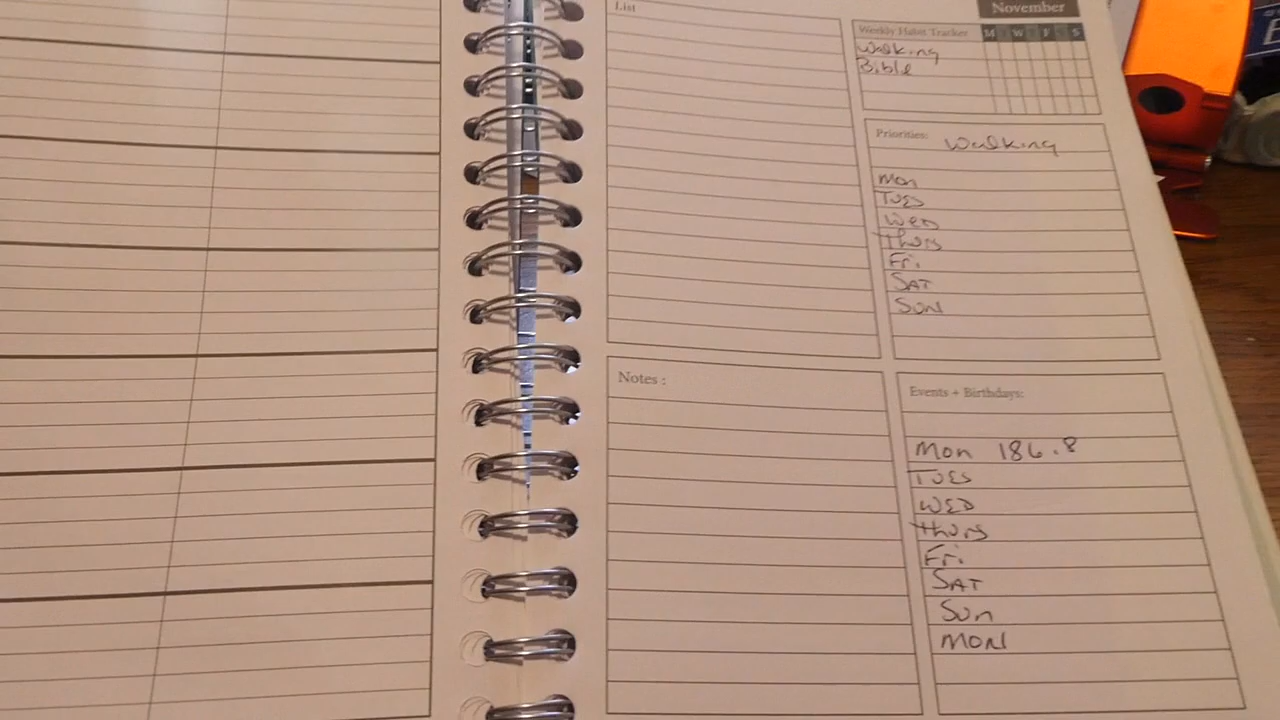 List
November
Weekly Habit Tracker M W F S
Walking
Bible
Priorities: Walking
Mon
Tues
Wed
Thurs
Fri.
SAT
SUN
Notes :
Events + Birthdays:
Mon 186.8
TUES
WED
thurs
Fri.
SAT
Sun
MON